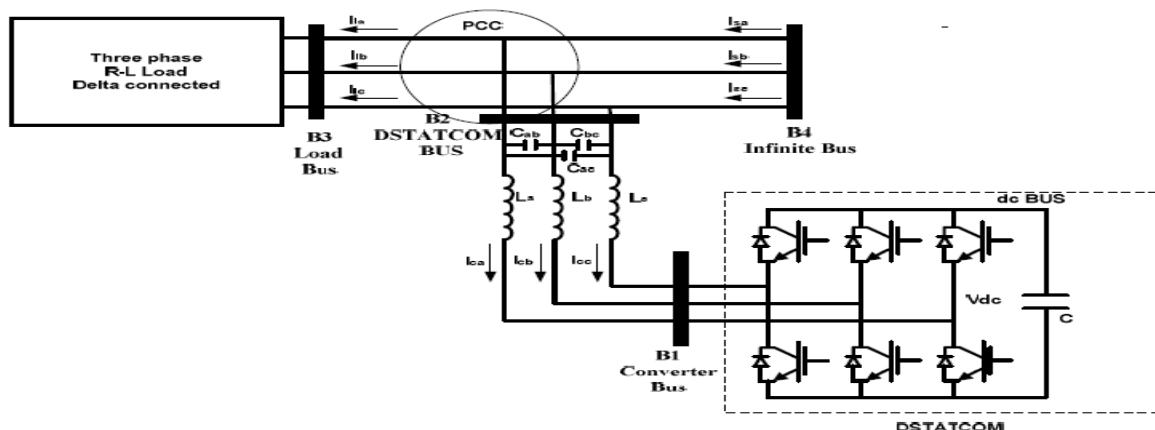 Three phase
R-L Load
Delta connected
Ila
Ilb
Ilc
PCC
Isa
Isb
Isc
B3
Load
Bus
B2
DSTATCOM
BUS
B4
Infinite Bus
Cab
Cbc
Cac
La
Lb
Lc
Ica
Icb
Icc
B1
Converter
Bus
dc BUS
Vdc
C
DSTATCOM